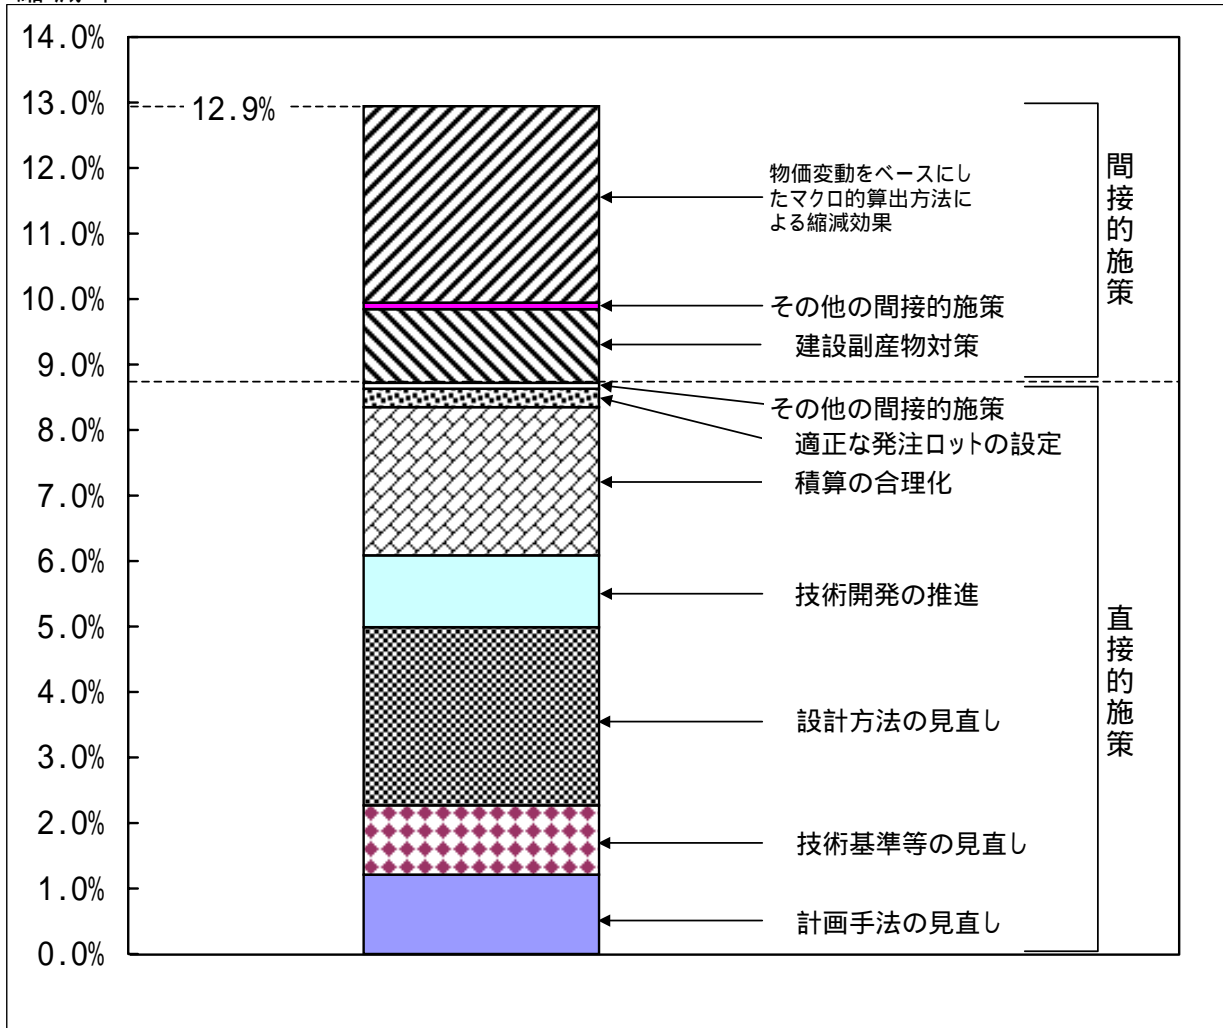 14.0%
13.0%
12.9%
12.0%
11.0%
10.0%
9.0%
8.0%
7.0%
6.0%
5.0%
4.0%
3.0%
2.0%
1.0%
0.0%
物価変動をベースにし
たマクロ的算出方法に
よる縮減効果
その他の間接的施策
建設副産物対策
その他の間接的施策
適正な発注ロットの設定
積算の合理化
技術開発の推進
設計方法の見直し
技術基準等の見直し
計画手法の見直し
間接的施策
直接的施策